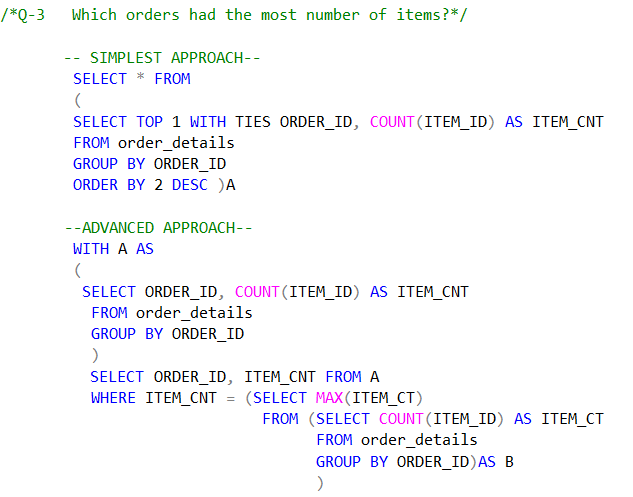 /*Q-3   Which orders had the most number of items?*/
-- SIMPLEST APPROACH--
SELECT * FROM
(
SELECT TOP 1 WITH TIES ORDER_ID, COUNT(ITEM_ID) AS ITEM_CNT
FROM order_details
GROUP BY ORDER_ID
ORDER BY 2 DESC )A
--ADVANCED APPROACH--
WITH A AS
(
SELECT ORDER_ID, COUNT(ITEM_ID) AS ITEM_CNT
FROM order_details
GROUP BY ORDER_ID
)
SELECT ORDER_ID, ITEM_CNT FROM A
WHERE ITEM_CNT = (SELECT MAX(ITEM_CT)
FROM (SELECT COUNT(ITEM_ID) AS ITEM_CT
FROM order_details
GROUP BY ORDER_ID)AS B
)